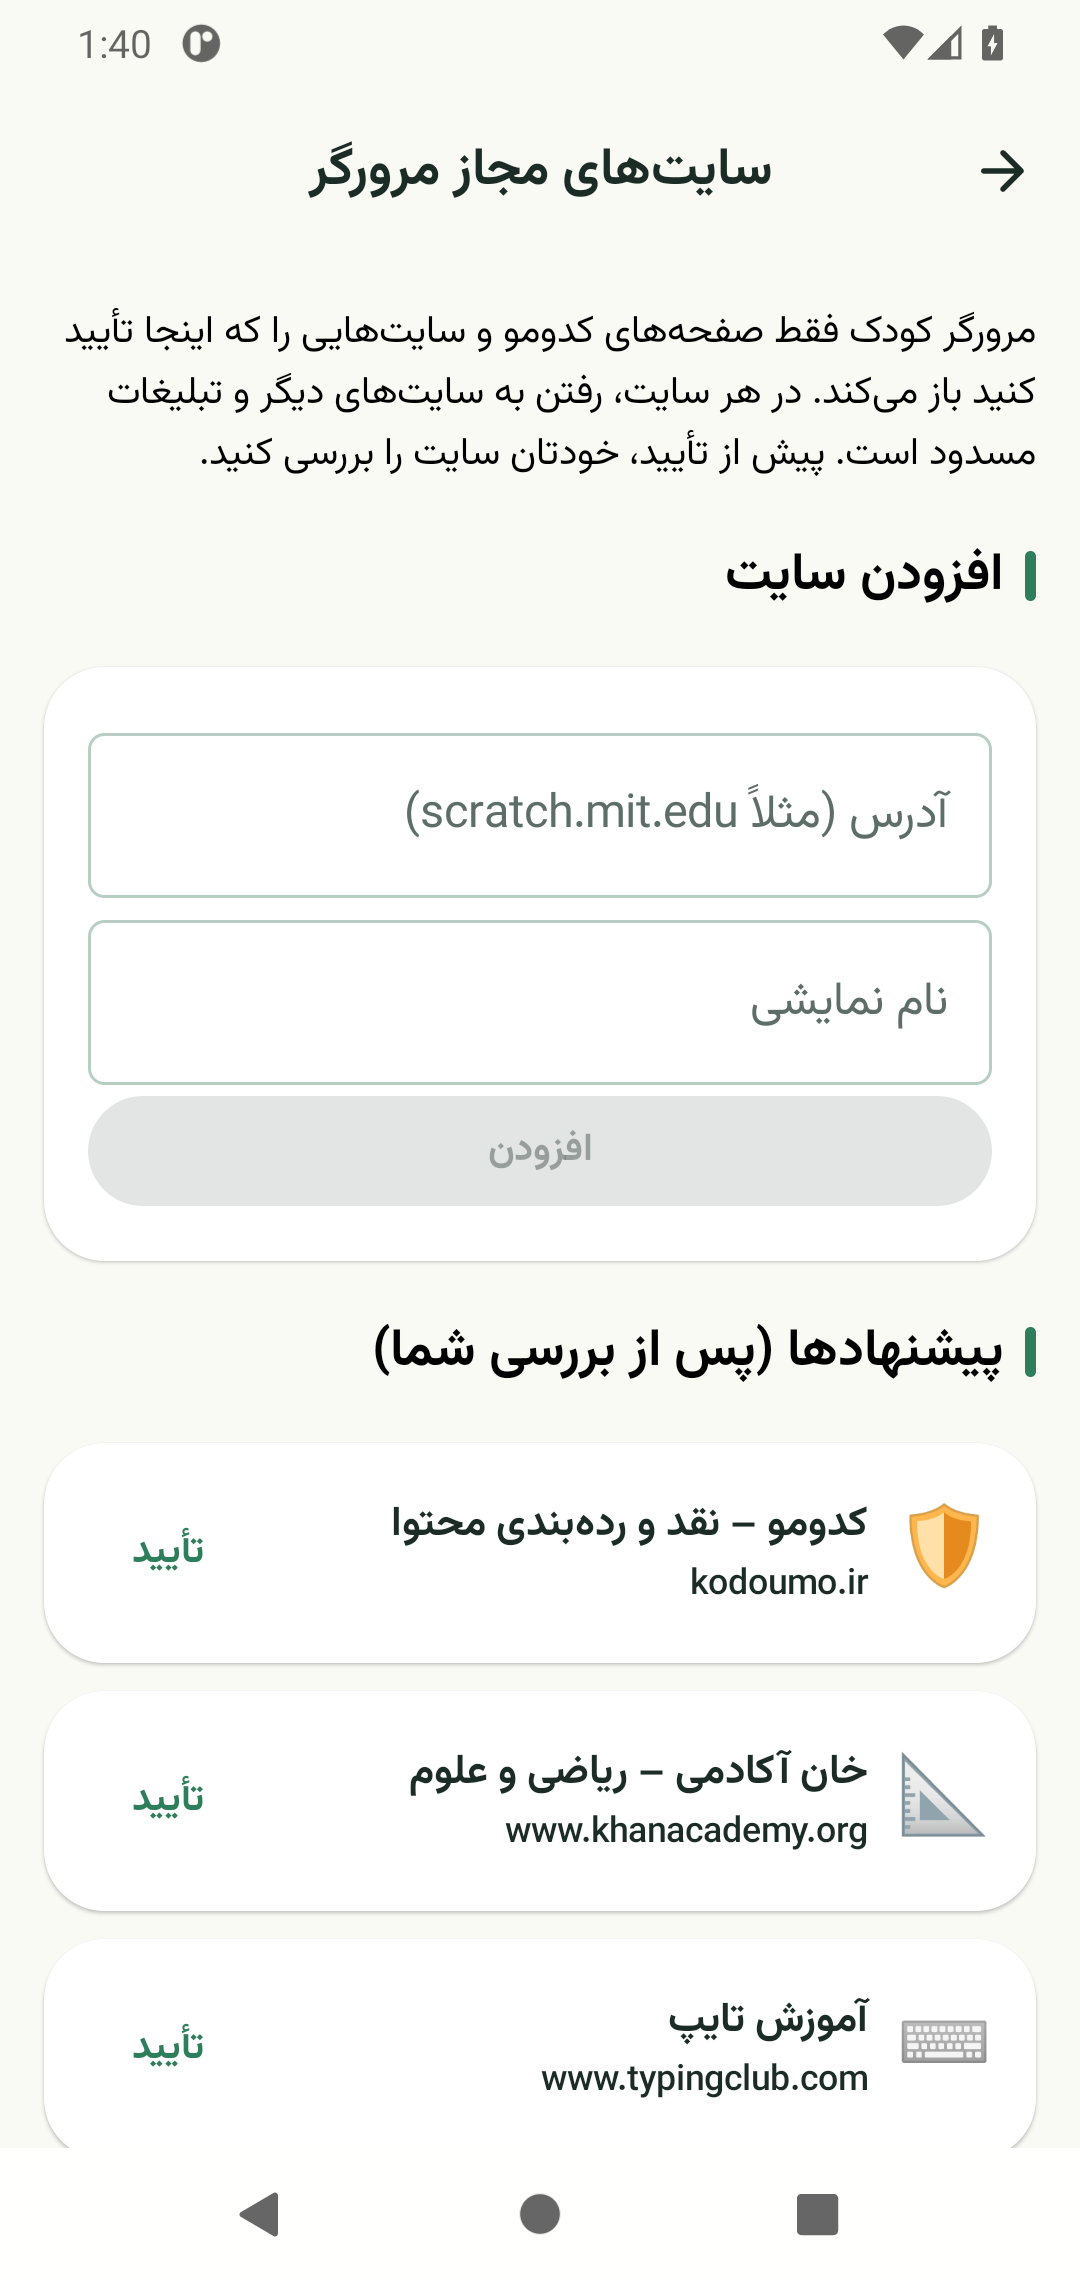 1:40
سایت‌های مجاز مرورگر
مرورگر کودک فقط صفحه‌های کدومو و سایت‌هایی را که اینجا تأیید
کنید باز می‌کند. در هر سایت، رفتن به سایت‌های دیگر و تبلیغات
مسدود است. پیش از تأیید، خودتان سایت را بررسی کنید.
افزودن سایت
آدرس (مثلاً scratch.mit.edu)
نام نمایشی
افزودن
پیشنهادها (پس از بررسی شما)
کدومو – نقد و رده‌بندی محتوا
kodoumo.ir
تأیید
خان آکادمی – ریاضی و علوم
www.khanacademy.org
تأیید
آموزش تایپ
www.typingclub.com
تأیید